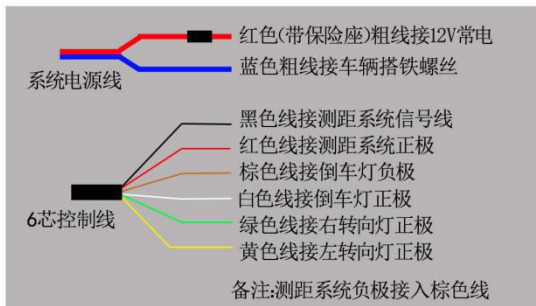 红色(带保险座)粗线接12V常电
蓝色粗线接车辆搭铁螺丝
系统电源线
黑色线接测距系统信号线
红色线接测距系统正极
棕色线接倒车灯负极
白色线接倒车灯正极
绿色线接右转向灯正极
黄色线接左转向灯正极
6芯控制线
备注:测距系统负极接入棕色线